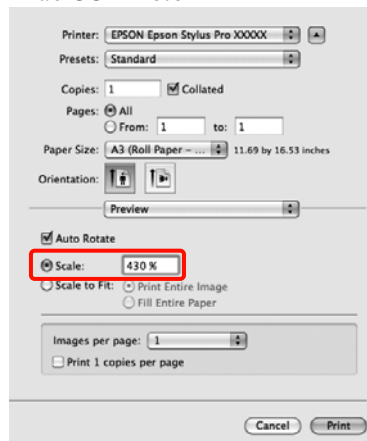 Printer: EPSON Epson Stylus Pro XXXXX
Presets: Standard
Copies: 1 Collated
Pages: All
From: 1 to: 1
Paper Size: A3 (Roll Paper – ... 11.69 by 16.53 inches
Orientation:
Preview
Auto Rotate
Scale: 430 %
Scale to Fit: Print Entire Image
Fill Entire Paper
Images per page: 1
Print 1 copies per page
Cancel Print